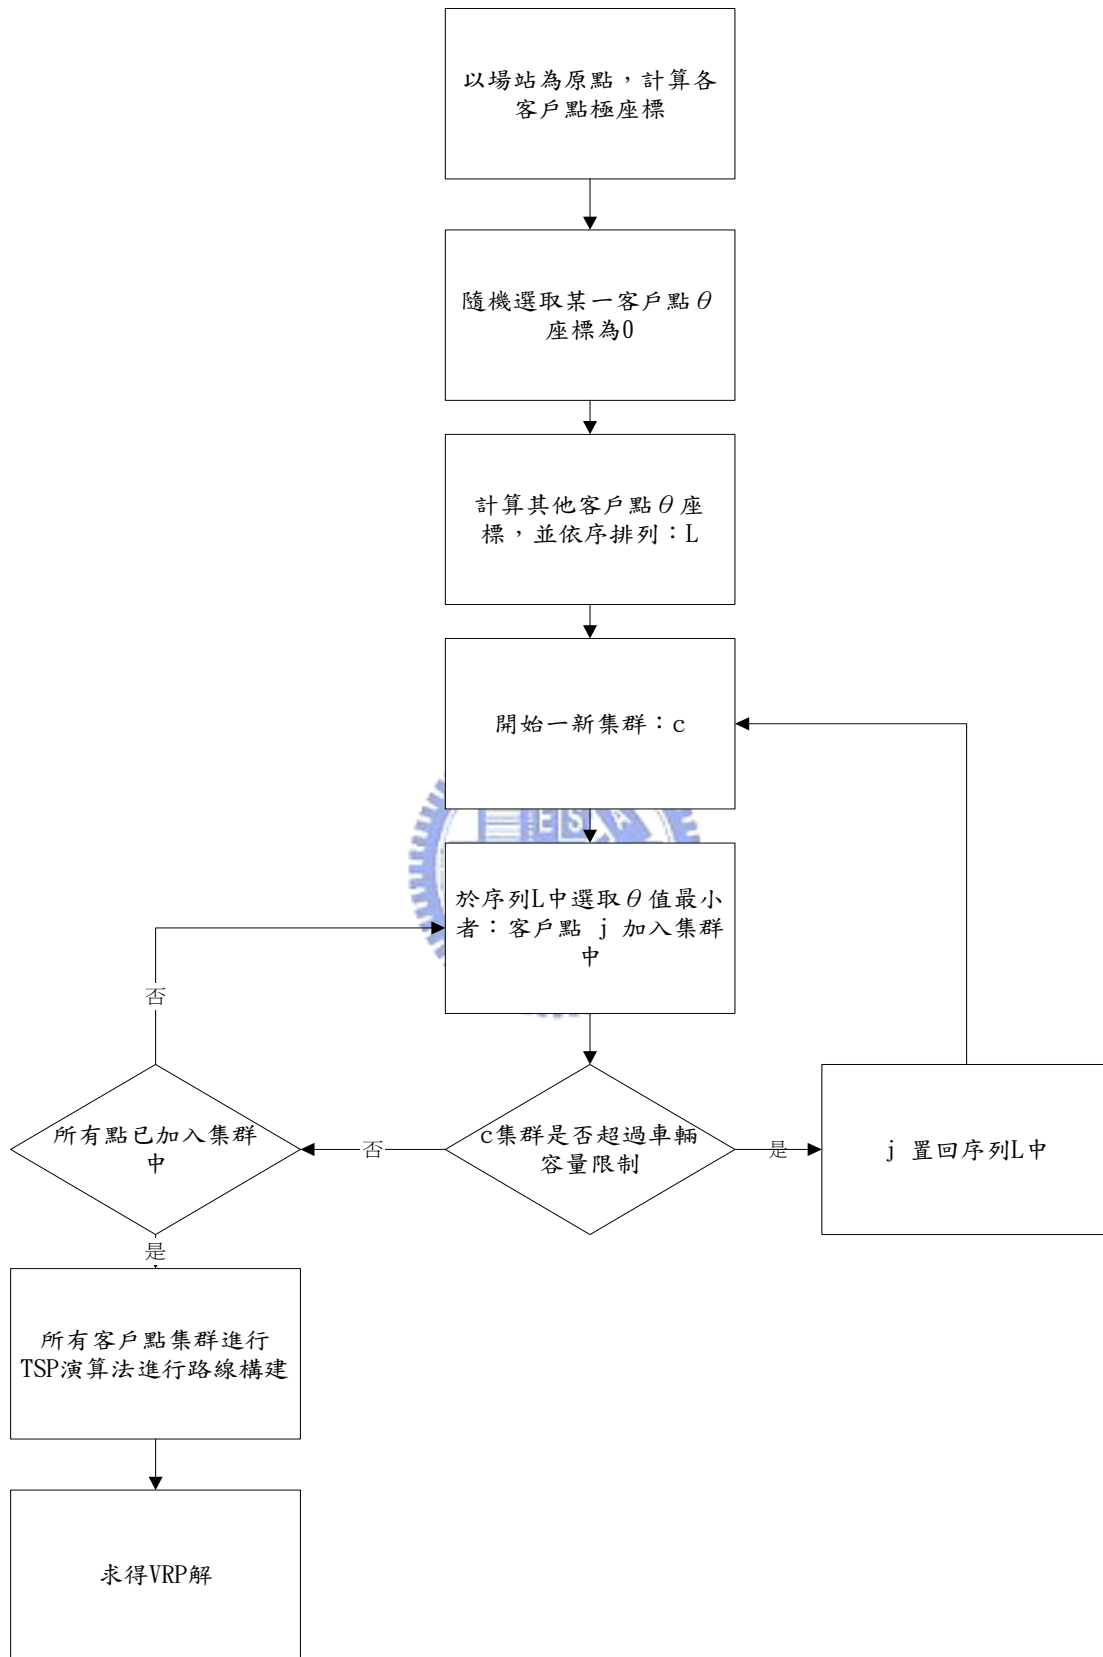 以場站為原點，計算各
客戶點極座標
隨機選取某一客戶點θ
座標為0
計算其他客戶點θ座
標，並依序排列：L
開始一新集群：c
ESA
於序列L中選取θ值最小
者：客戶點 j 加入集群
中
否
所有點已加入集群
中
否
c集群是否超過車輛
容量限制
是
j 置回序列L中
是
所有客戶點集群進行
TSP演算法進行路線構建
求得VRP解